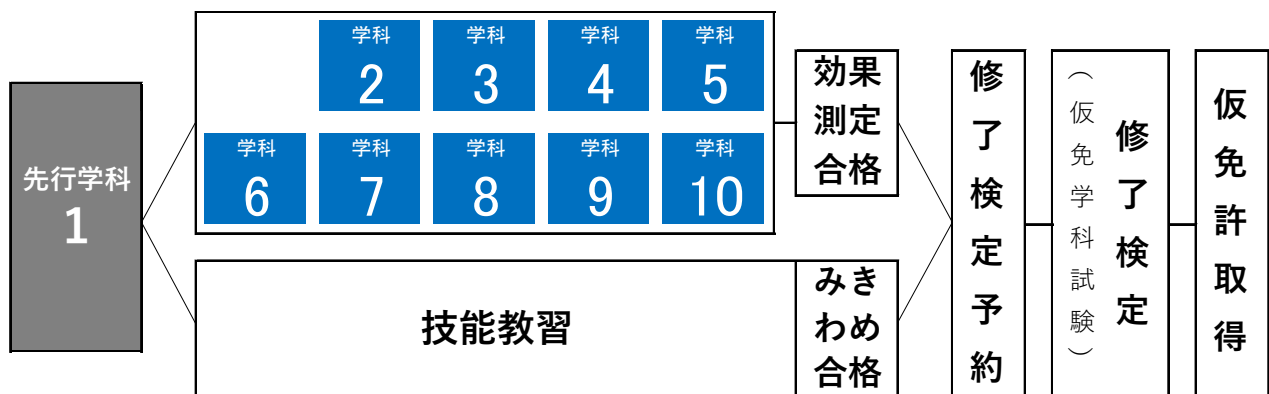 先行学科
1
学科
2
学科
3
学科
4
学科
5
学科
6
学科
7
学科
8
学科
9
学科
10
効果
測定
合格
技能教習
みき
わめ
合格
修了検定予約
修了検定
（仮免学科試験）
仮免許取得